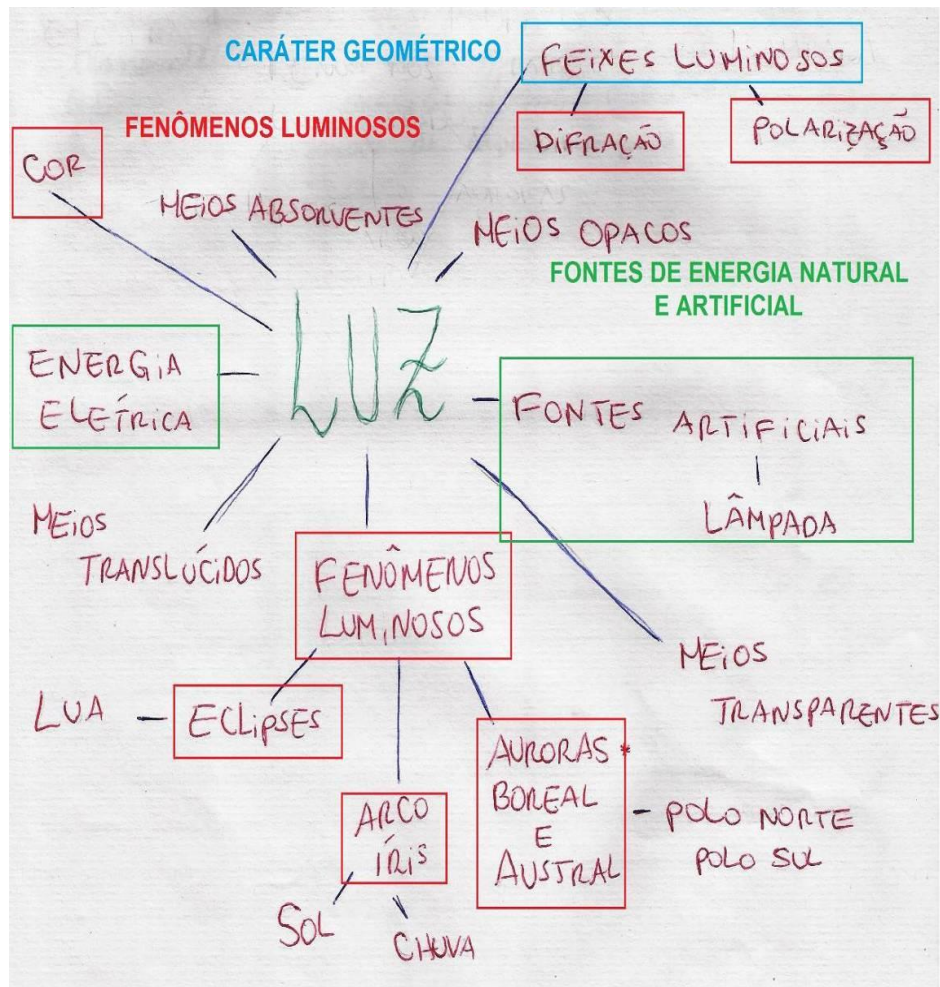 CARÁTER GEOMÉTRICO
FEIXES LUMINOSOS
FENÔMENOS LUMINOSOS
DIFRAÇÃO
POLARIZAÇÃO
COR
MEIOS ABSORVENTES
MEIOS OPACOS
FONTES DE ENERGIA NATURAL
E ARTIFICIAL
LUZ
ENERGIA
ELÉTRICA
FONTES ARTIFICIAIS
LÂMPADA
MEIOS
TRANSLÚCIDOS
FENÔMENOS
LUMINOSOS
MEIOS
TRANSPARENTES
LUA
ECLIPSES
AURORAS *
BOREAL
E
AUSTRAL
POLO NORTE
POLO SUL
ARCO
ÍRIS
SOL
CHUVA